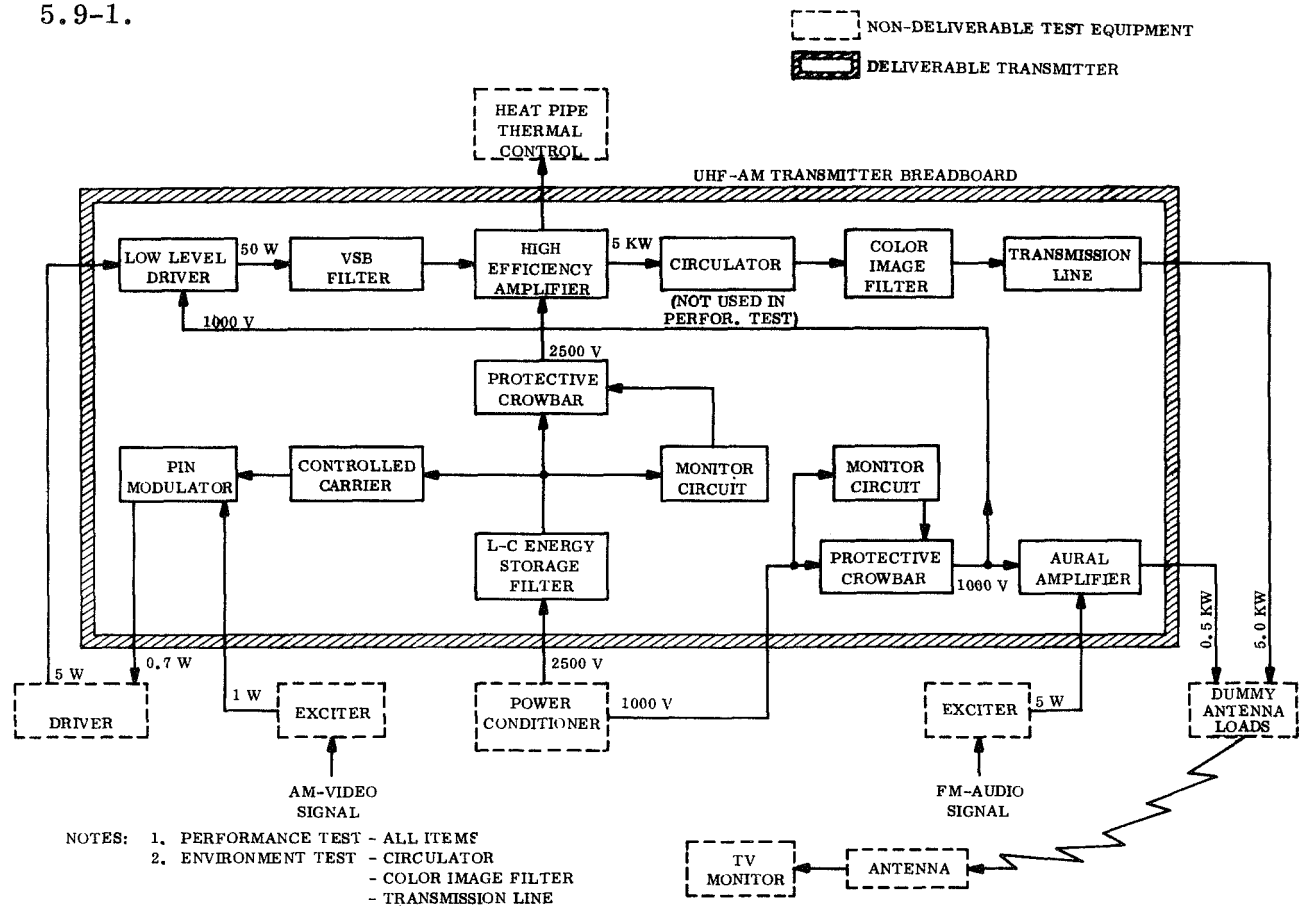 5.9-1.
NON-DELIVERABLE TEST EQUIPMENT
DELIVERABLE TRANSMITTER
HEAT PIPE
THERMAL
CONTROL
UHF-AM TRANSMITTER BREADBOARD
LOW LEVEL
DRIVER
50 W
VSB
FILTER
HIGH
EFFICIENCY
AMPLIFIER
5 KW
CIRCULATOR
(NOT USED IN
PERFOR. TEST)
COLOR
IMAGE
FILTER
TRANSMISSION
LINE
1000 V
2500 V
PROTECTIVE
CROWBAR
PIN
MODULATOR
CONTROLLED
CARRIER
MONITOR
CIRCUIT
MONITOR
CIRCUIT
L-C ENERGY
STORAGE
FILTER
PROTECTIVE
CROWBAR
1000 V
AURAL
AMPLIFIER
0.5 KW
5.0 KW
5 W
0.7 W
1 W
2500 V
1000 V
5 W
DRIVER
EXCITER
POWER
CONDITIONER
EXCITER
DUMMY
ANTENNA
LOADS
AM-VIDEO
SIGNAL
FM-AUDIO
SIGNAL
NOTES: 1. PERFORMANCE TEST - ALL ITEMS
2. ENVIRONMENT TEST - CIRCULATOR
- COLOR IMAGE FILTER
- TRANSMISSION LINE
TV
MONITOR
ANTENNA